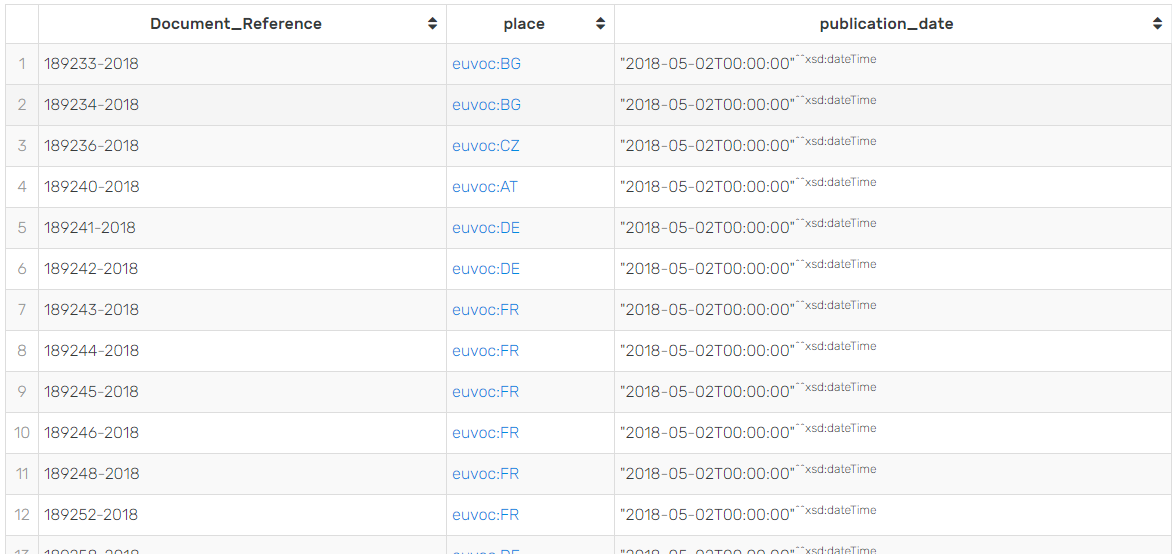 Document_Reference place publication_date
1 189233-2018 euvoc:BG "2018-05-02T00:00:00"^^xsd:dateTime
2 189234-2018 euvoc:BG "2018-05-02T00:00:00"^^xsd:dateTime
3 189236-2018 euvoc:CZ "2018-05-02T00:00:00"^^xsd:dateTime
4 189240-2018 euvoc:AT "2018-05-02T00:00:00"^^xsd:dateTime
5 189241-2018 euvoc:DE "2018-05-02T00:00:00"^^xsd:dateTime
6 189242-2018 euvoc:DE "2018-05-02T00:00:00"^^xsd:dateTime
7 189243-2018 euvoc:FR "2018-05-02T00:00:00"^^xsd:dateTime
8 189244-2018 euvoc:FR "2018-05-02T00:00:00"^^xsd:dateTime
9 189245-2018 euvoc:FR "2018-05-02T00:00:00"^^xsd:dateTime
10 189246-2018 euvoc:FR "2018-05-02T00:00:00"^^xsd:dateTime
11 189248-2018 euvoc:FR "2018-05-02T00:00:00"^^xsd:dateTime
12 189252-2018 euvoc:FR "2018-05-02T00:00:00"^^xsd:dateTime